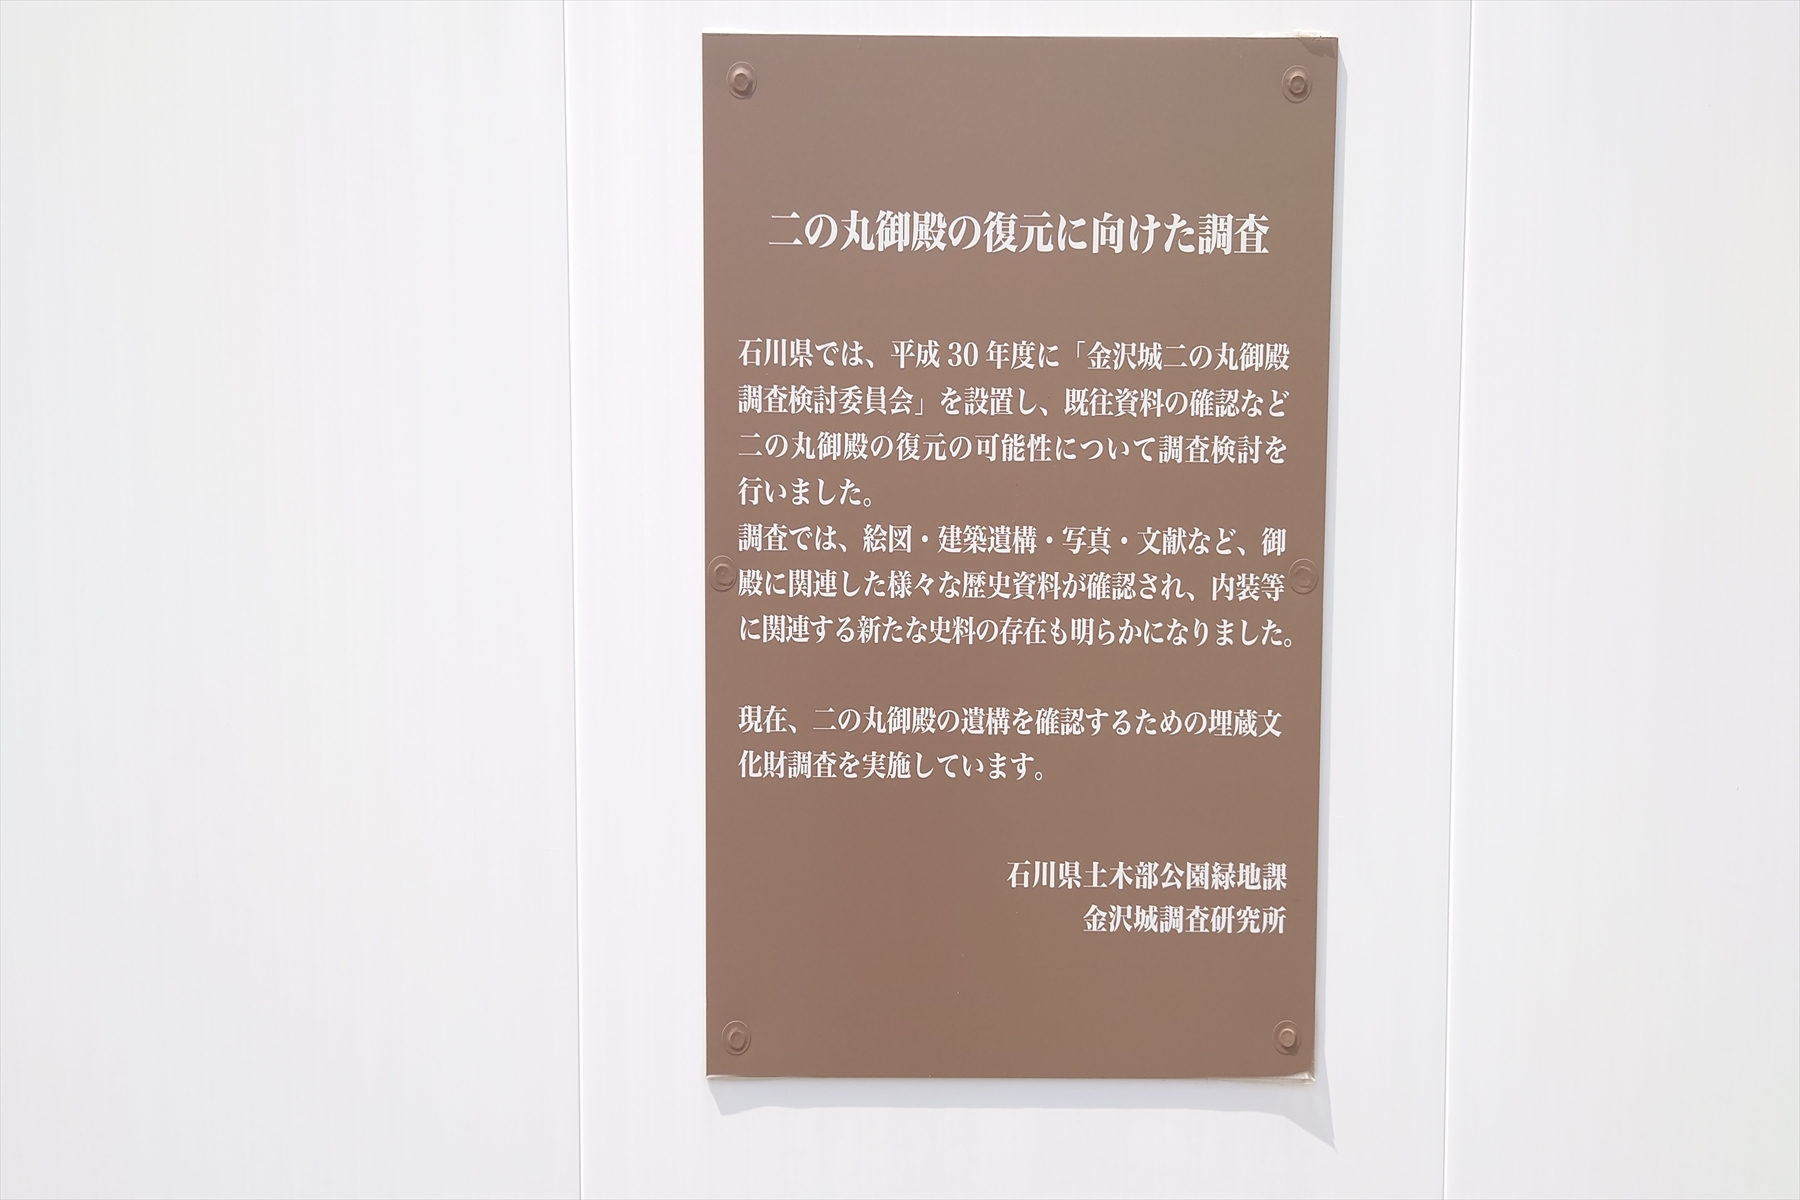 二の丸御殿の復元に向けた調査
石川県では、平成 30 年度に「金沢城二の丸御殿
調査検討委員会」を設置し、既往資料の確認など
二の丸御殿の復元の可能性について調査検討を
行いました。
調査では、絵図・建築遺構・写真・文献など、御
殿に関連した様々な歴史資料が確認され、内装等
に関連する新たな史料の存在も明らかになりました。
現在、二の丸御殿の遺構を確認するための埋蔵文
化財調査を実施しています。
石川県土木部公園緑地課
金沢城調査研究所